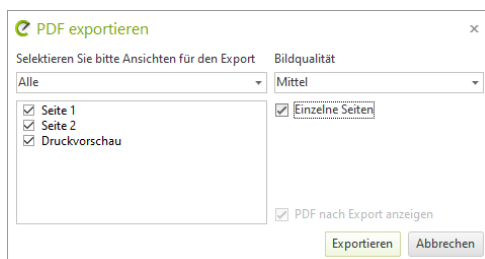 PDF exportieren
Selektieren Sie bitte Ansichten für den Export
Bildqualität
Alle
Mittel
Seite 1
Seite 2
Druckvorschau
Einzelne Seiten
PDF nach Export anzeigen
Exportieren
Abbrechen